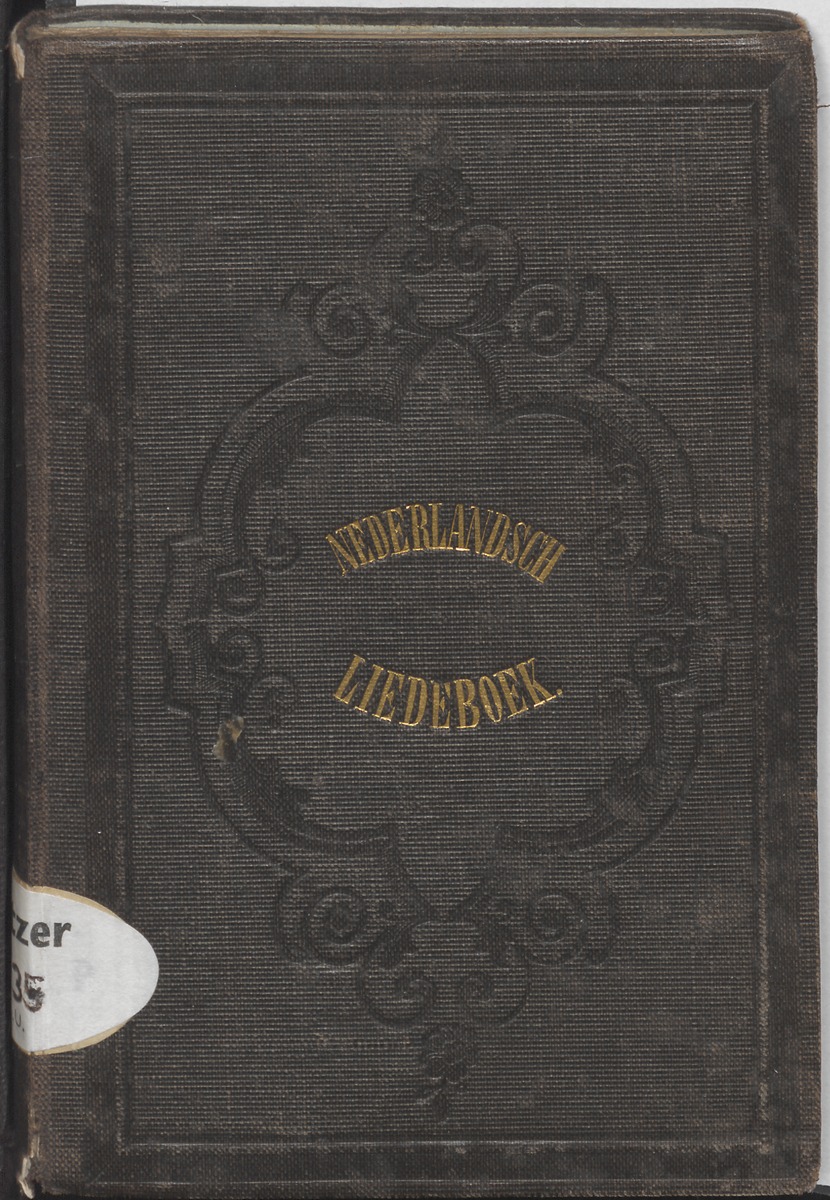 NEDERLANDSCH
LIEDEBOEK.
zer
35
U.